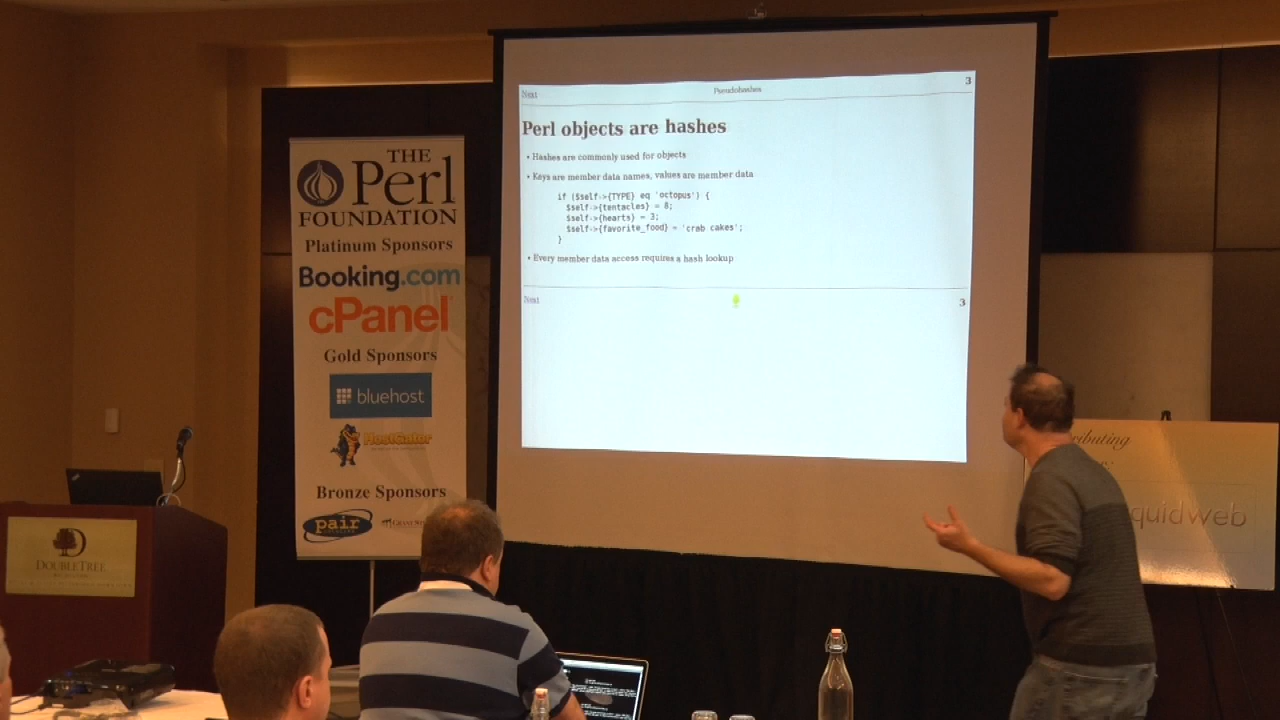 THE
Perl
FOUNDATION
Platinum Sponsors
Booking.com
cPanel
Gold Sponsors
bluehost
HostGator
Bronze Sponsors
pair
Next
Pseudohashes
3
Perl objects are hashes
• Hashes are commonly used for objects
• Keys are member data names, values are member data
if ($self->{TYPE} eq 'octopus') {
$self->{tentacles} = 8;
$self->{hearts} = 3;
$self->{favorite_food} = 'crab cakes';
}
• Every member data access requires a hash lookup
Next
3
DOUBLETREE
quidweb